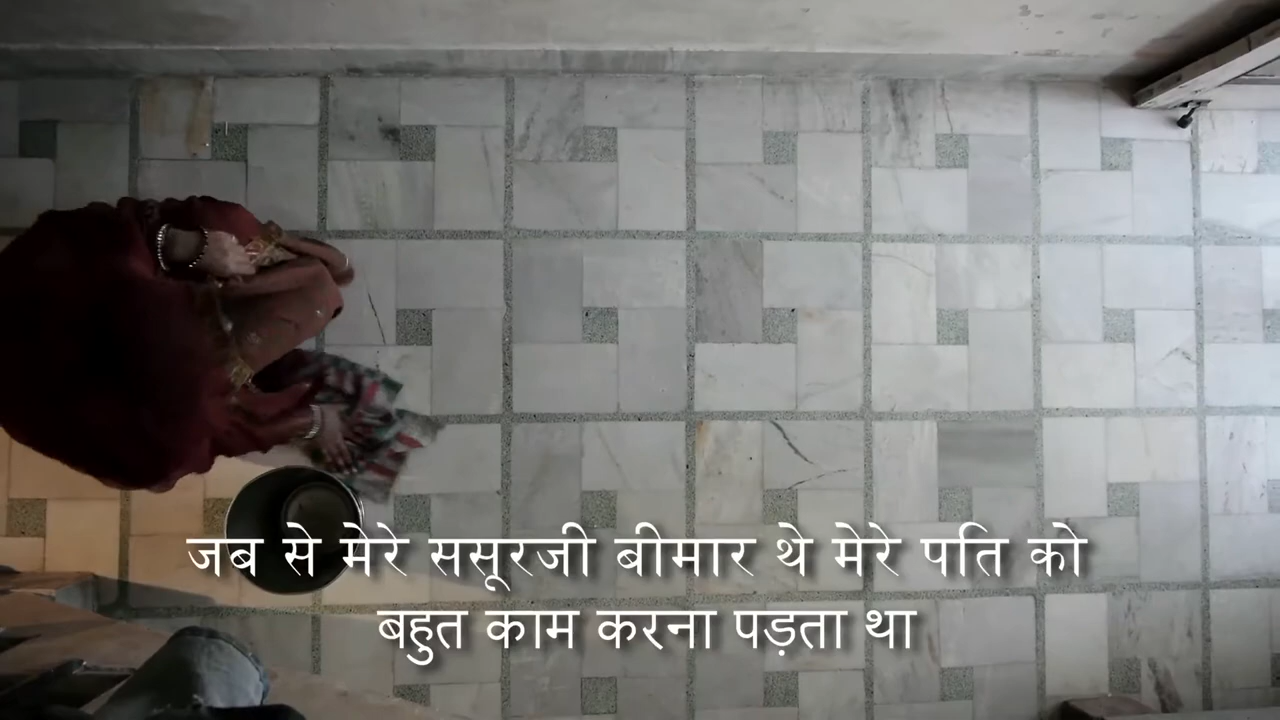 जब से मेरे ससूरजी बीमार थे मेरे पति को
बहुत काम करना पड़ता था